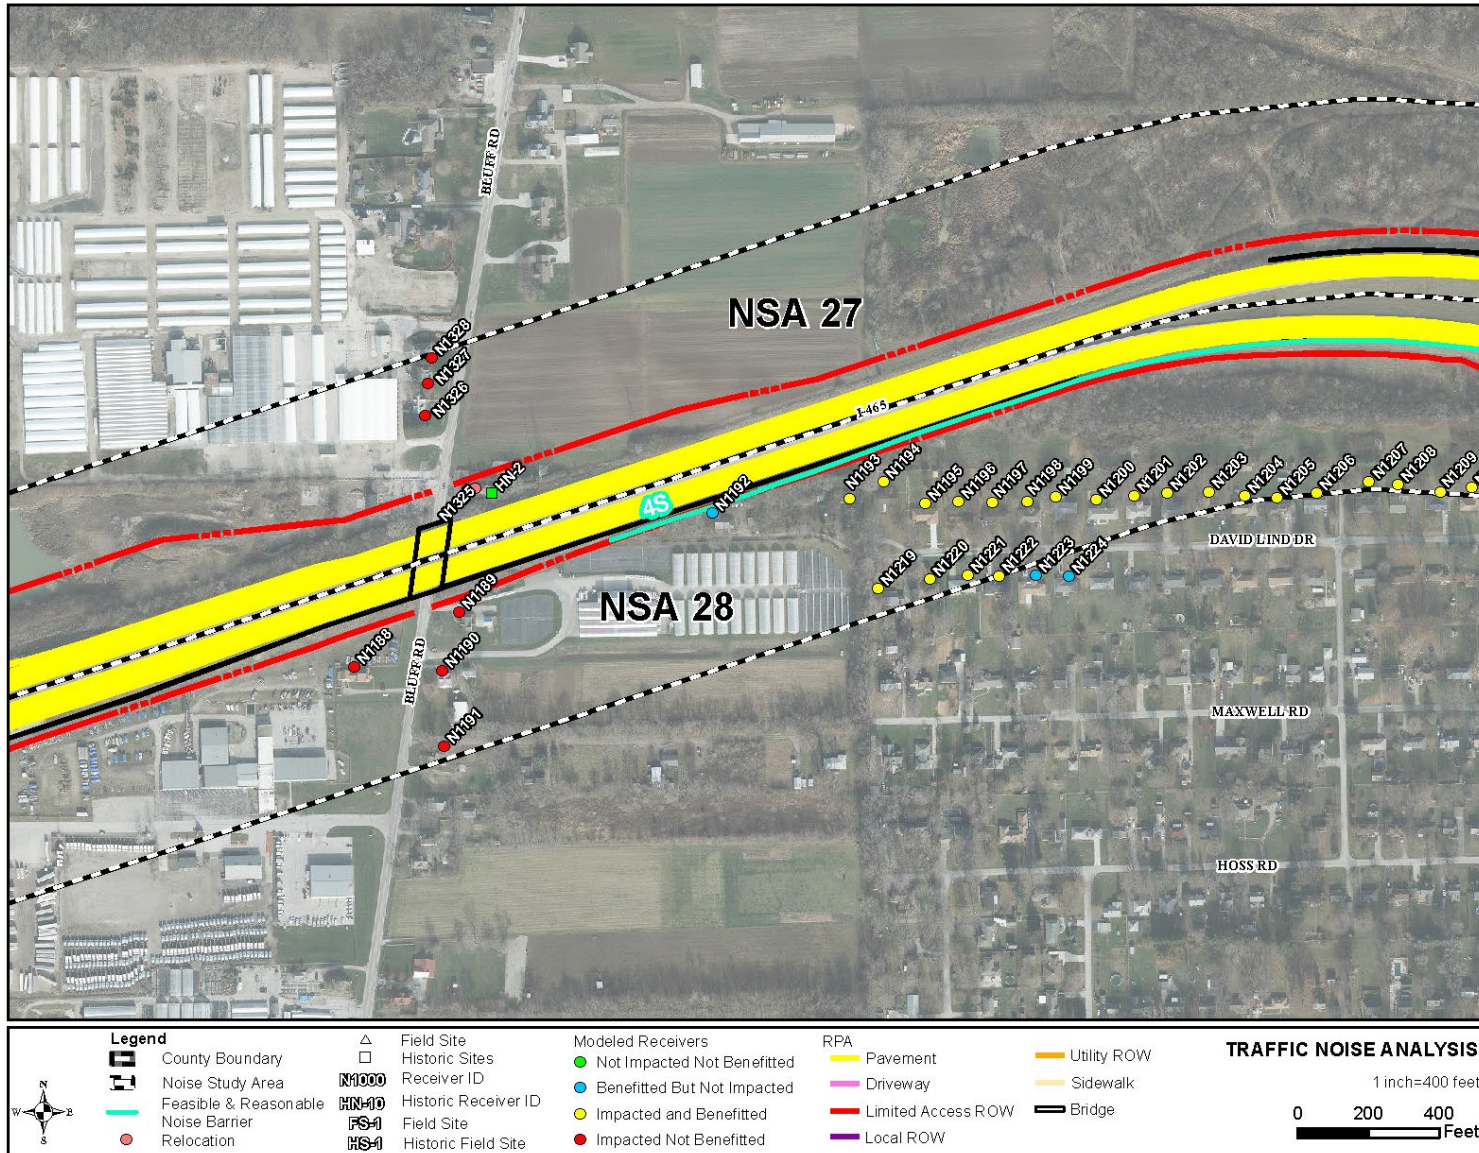 BLUFF RD
NSA 27
N1328
N1327
N1326
I-465
HN-2
N1325
4S
N1192
N1193
N1194
N1195
N1196
N1197
N1198
N1199
N1200
N1201
N1202
N1203
N1204
N1205
N1206
N1207
N1208
N1209
DAVID LIND DR
N1219
N1220
N1221
N1222
N1223
N1224
NSA 28
N1189
N1188
N1190
BLUFF RD
N1191
MAXWELL RD
HOSS RD
Legend
County Boundary
Noise Study Area
Feasible & Reasonable
Noise Barrier
Relocation
Field Site
Historic Sites
N1000 Receiver ID
HN-10 Historic Receiver ID
FS-1 Field Site
HS-1 Historic Field Site
Modeled Receivers
Not Impacted Not Benefitted
Benefitted But Not Impacted
Impacted and Benefitted
Impacted Not Benefitted
RPA
Pavement
Driveway
Limited Access ROW
Local ROW
Utility ROW
Sidewalk
Bridge
TRAFFIC NOISE ANALYSIS
1 inch=400 feet
0 200 400
Feet
N
W E
S